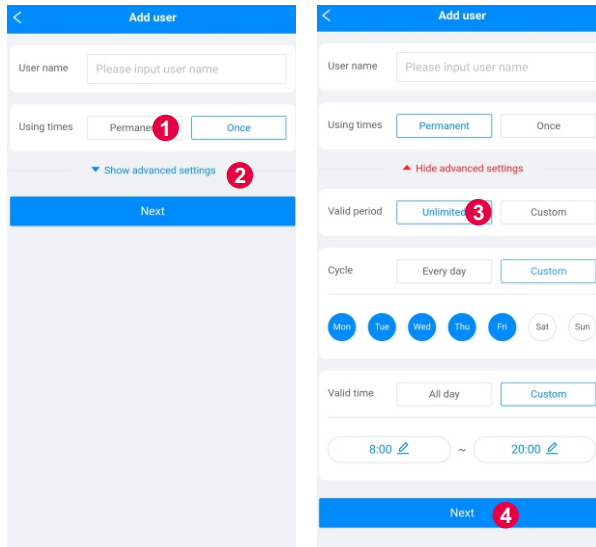 Add user
User name
Please input user name
Using times
Permanen
1
Once
Show advanced settings
2
Next
Add user
User name
Please input user name
Using times
Permanent
Once
Hide advanced settings
Valid period
Unlimited
3
Custom
Cycle
Every day
Custom
Mon Tue Wed Thu Fri Sat Sun
Valid time
All day
Custom
8:00 ~ 20:00
Next
4